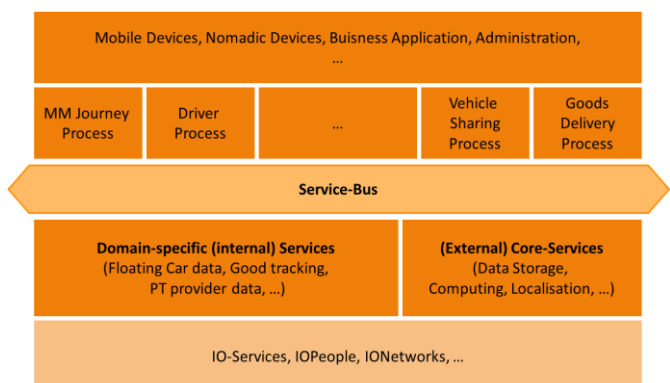 Mobile Devices, Nomadic Devices, Buisness Application, Administration,
...
MM Journey
Process
Driver
Process
...
Vehicle
Sharing
Process
Goods
Delivery
Process
Service-Bus
Domain-specific (internal) Services
(Floating Car data, Good tracking,
PT provider data, ...)
(External) Core-Services
(Data Storage,
Computing, Localisation, ...)
IO-Services, IOPeople, IONetworks, ...